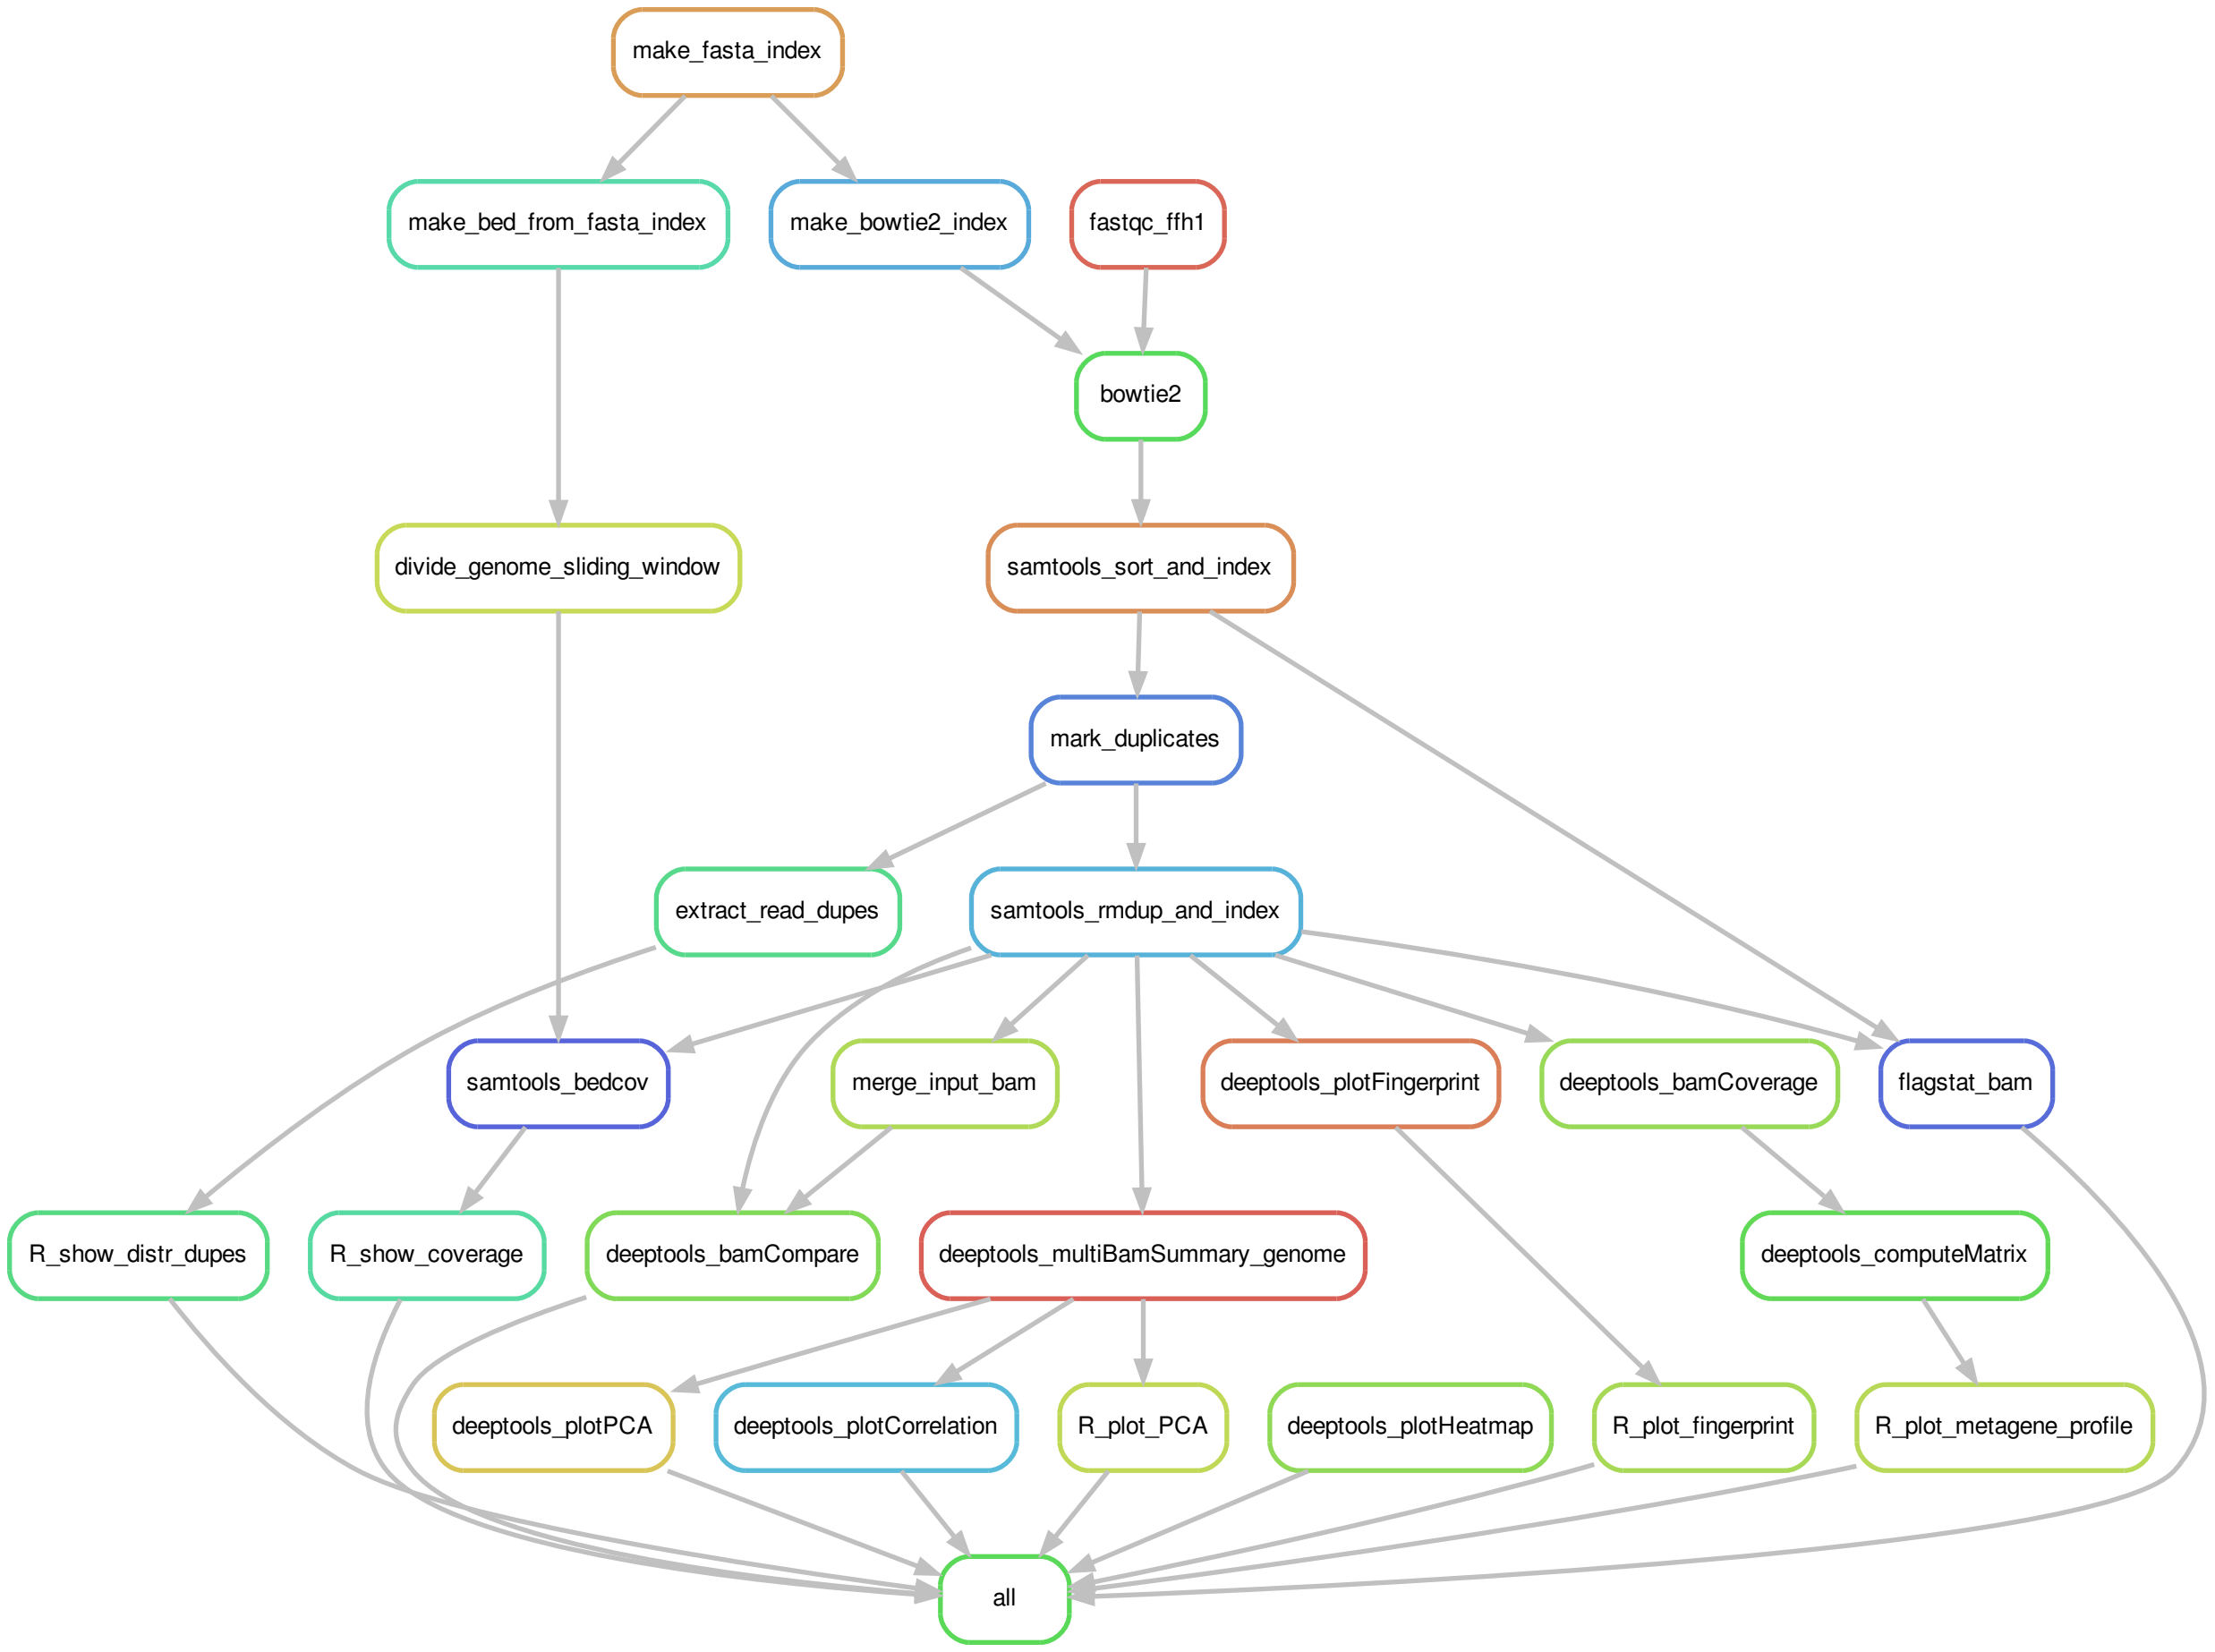 make_fasta_index
make_bed_from_fasta_index
make_bowtie2_index
fastqc_ffh1
bowtie2
divide_genome_sliding_window
samtools_sort_and_index
mark_duplicates
extract_read_dupes
samtools_rmdup_and_index
samtools_bedcov
merge_input_bam
deeptools_plotFingerprint
deeptools_bamCoverage
flagstat_bam
R_show_distr_dupes
R_show_coverage
deeptools_bamCompare
deeptools_multiBamSummary_genome
deeptools_computeMatrix
deeptools_plotPCA
deeptools_plotCorrelation
R_plot_PCA
deeptools_plotHeatmap
R_plot_fingerprint
R_plot_metagene_profile
all